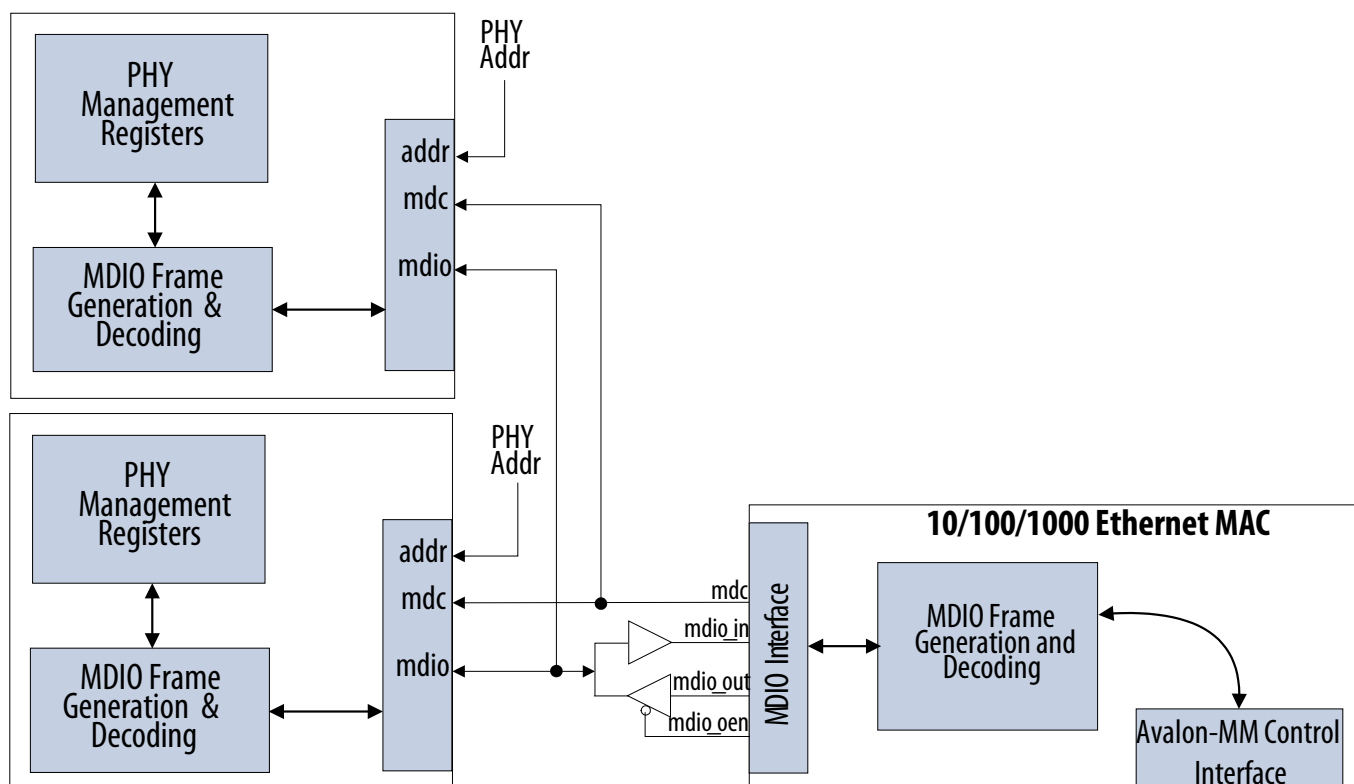 PHY
Management
Registers
MDIO Frame
Generation &
Decoding
addr
mdc
mdio
PHY
Addr
PHY
Management
Registers
MDIO Frame
Generation &
Decoding
addr
mdc
mdio
PHY
Addr
10/100/1000 Ethernet MAC
mdc
mdio_in
mdio_out
mdio_oen
MDIO Interface
MDIO Frame
Generation and
Decoding
Avalon-MM Control
Interface